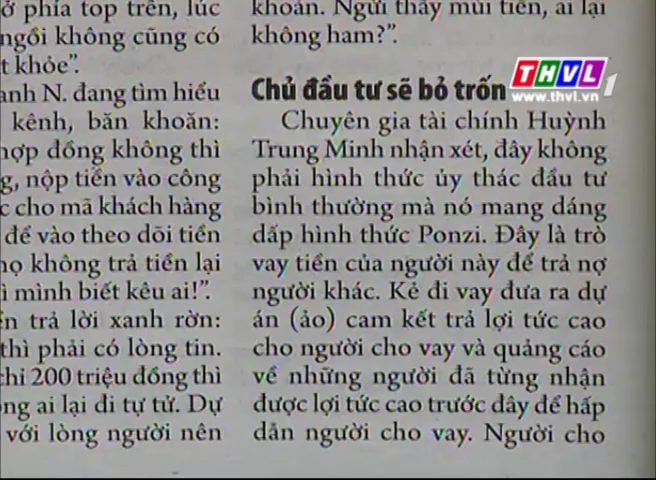 ở phía top trên, lúc
ngồi không cũng có
t khỏe".
anh N. đang tìm hiểu
kênh, băn khoăn:
hợp đồng không thì
g, nộp tiền vào công
c cho mã khách hàng
để vào theo dõi tiền
họ không trả tiền lại
ì mình biết kêu ai!".
ên trả lời xanh rờn:
thì phải có lòng tin.
chỉ 200 triệu đồng thì
ông ai lại đi tự tử. Dự
với lòng người nên
khoán. Ngửi thấy mùi tiền, ai lại
không ham?".
Chủ đầu tư sẽ bỏ trốn
Chuyên gia tài chính Huỳnh
Trung Minh nhận xét, đây không
phải hình thức ủy thác đầu tư
bình thường mà nó mang dáng
dấp hình thức Ponzi. Đây là trò
vay tiền của người này để trả nợ
người khác. Kẻ đi vay đưa ra dự
án (ảo) cam kết trả lợi tức cao
cho người cho vay và quảng cáo
về những người đã từng nhận
được lợi tức cao trước đây để hấp
dẫn người cho vay. Người cho
THVL1
www.thvl.vn